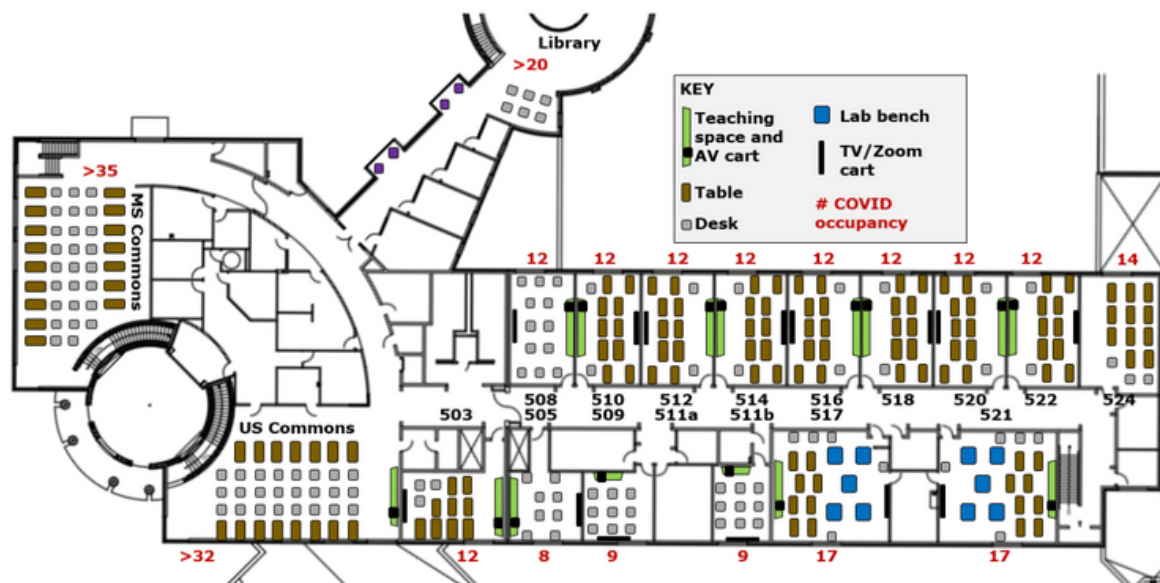 Library
>20
KEY
Teaching
space and
AV cart
Lab bench
TV/Zoom
cart
Table
Desk
# COVID
occupancy
>35
MS Commons
12 12 12 12 12 12 12 12 14
508 510 512 514 516 518 520 522 524
503 505 509 511a 511b 517 521
US Commons
>32 12 8 9 9 17 17